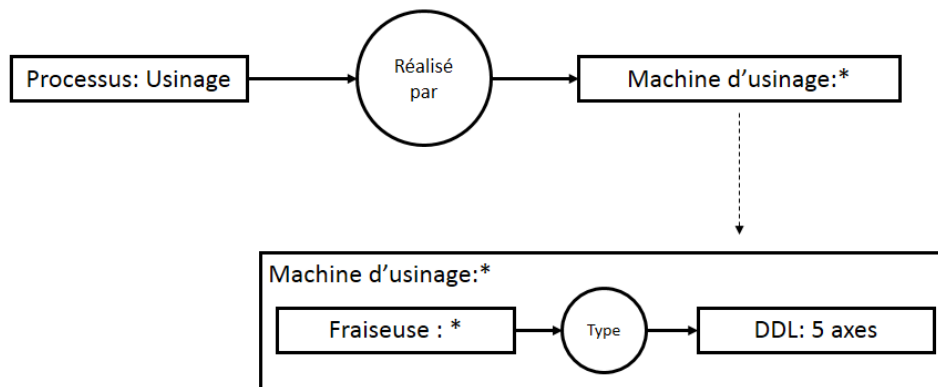 Processus: Usinage
Réalisé
par
Machine d’usinage:*
Machine d’usinage:*
Fraiseuse : *
Type
DDL: 5 axes